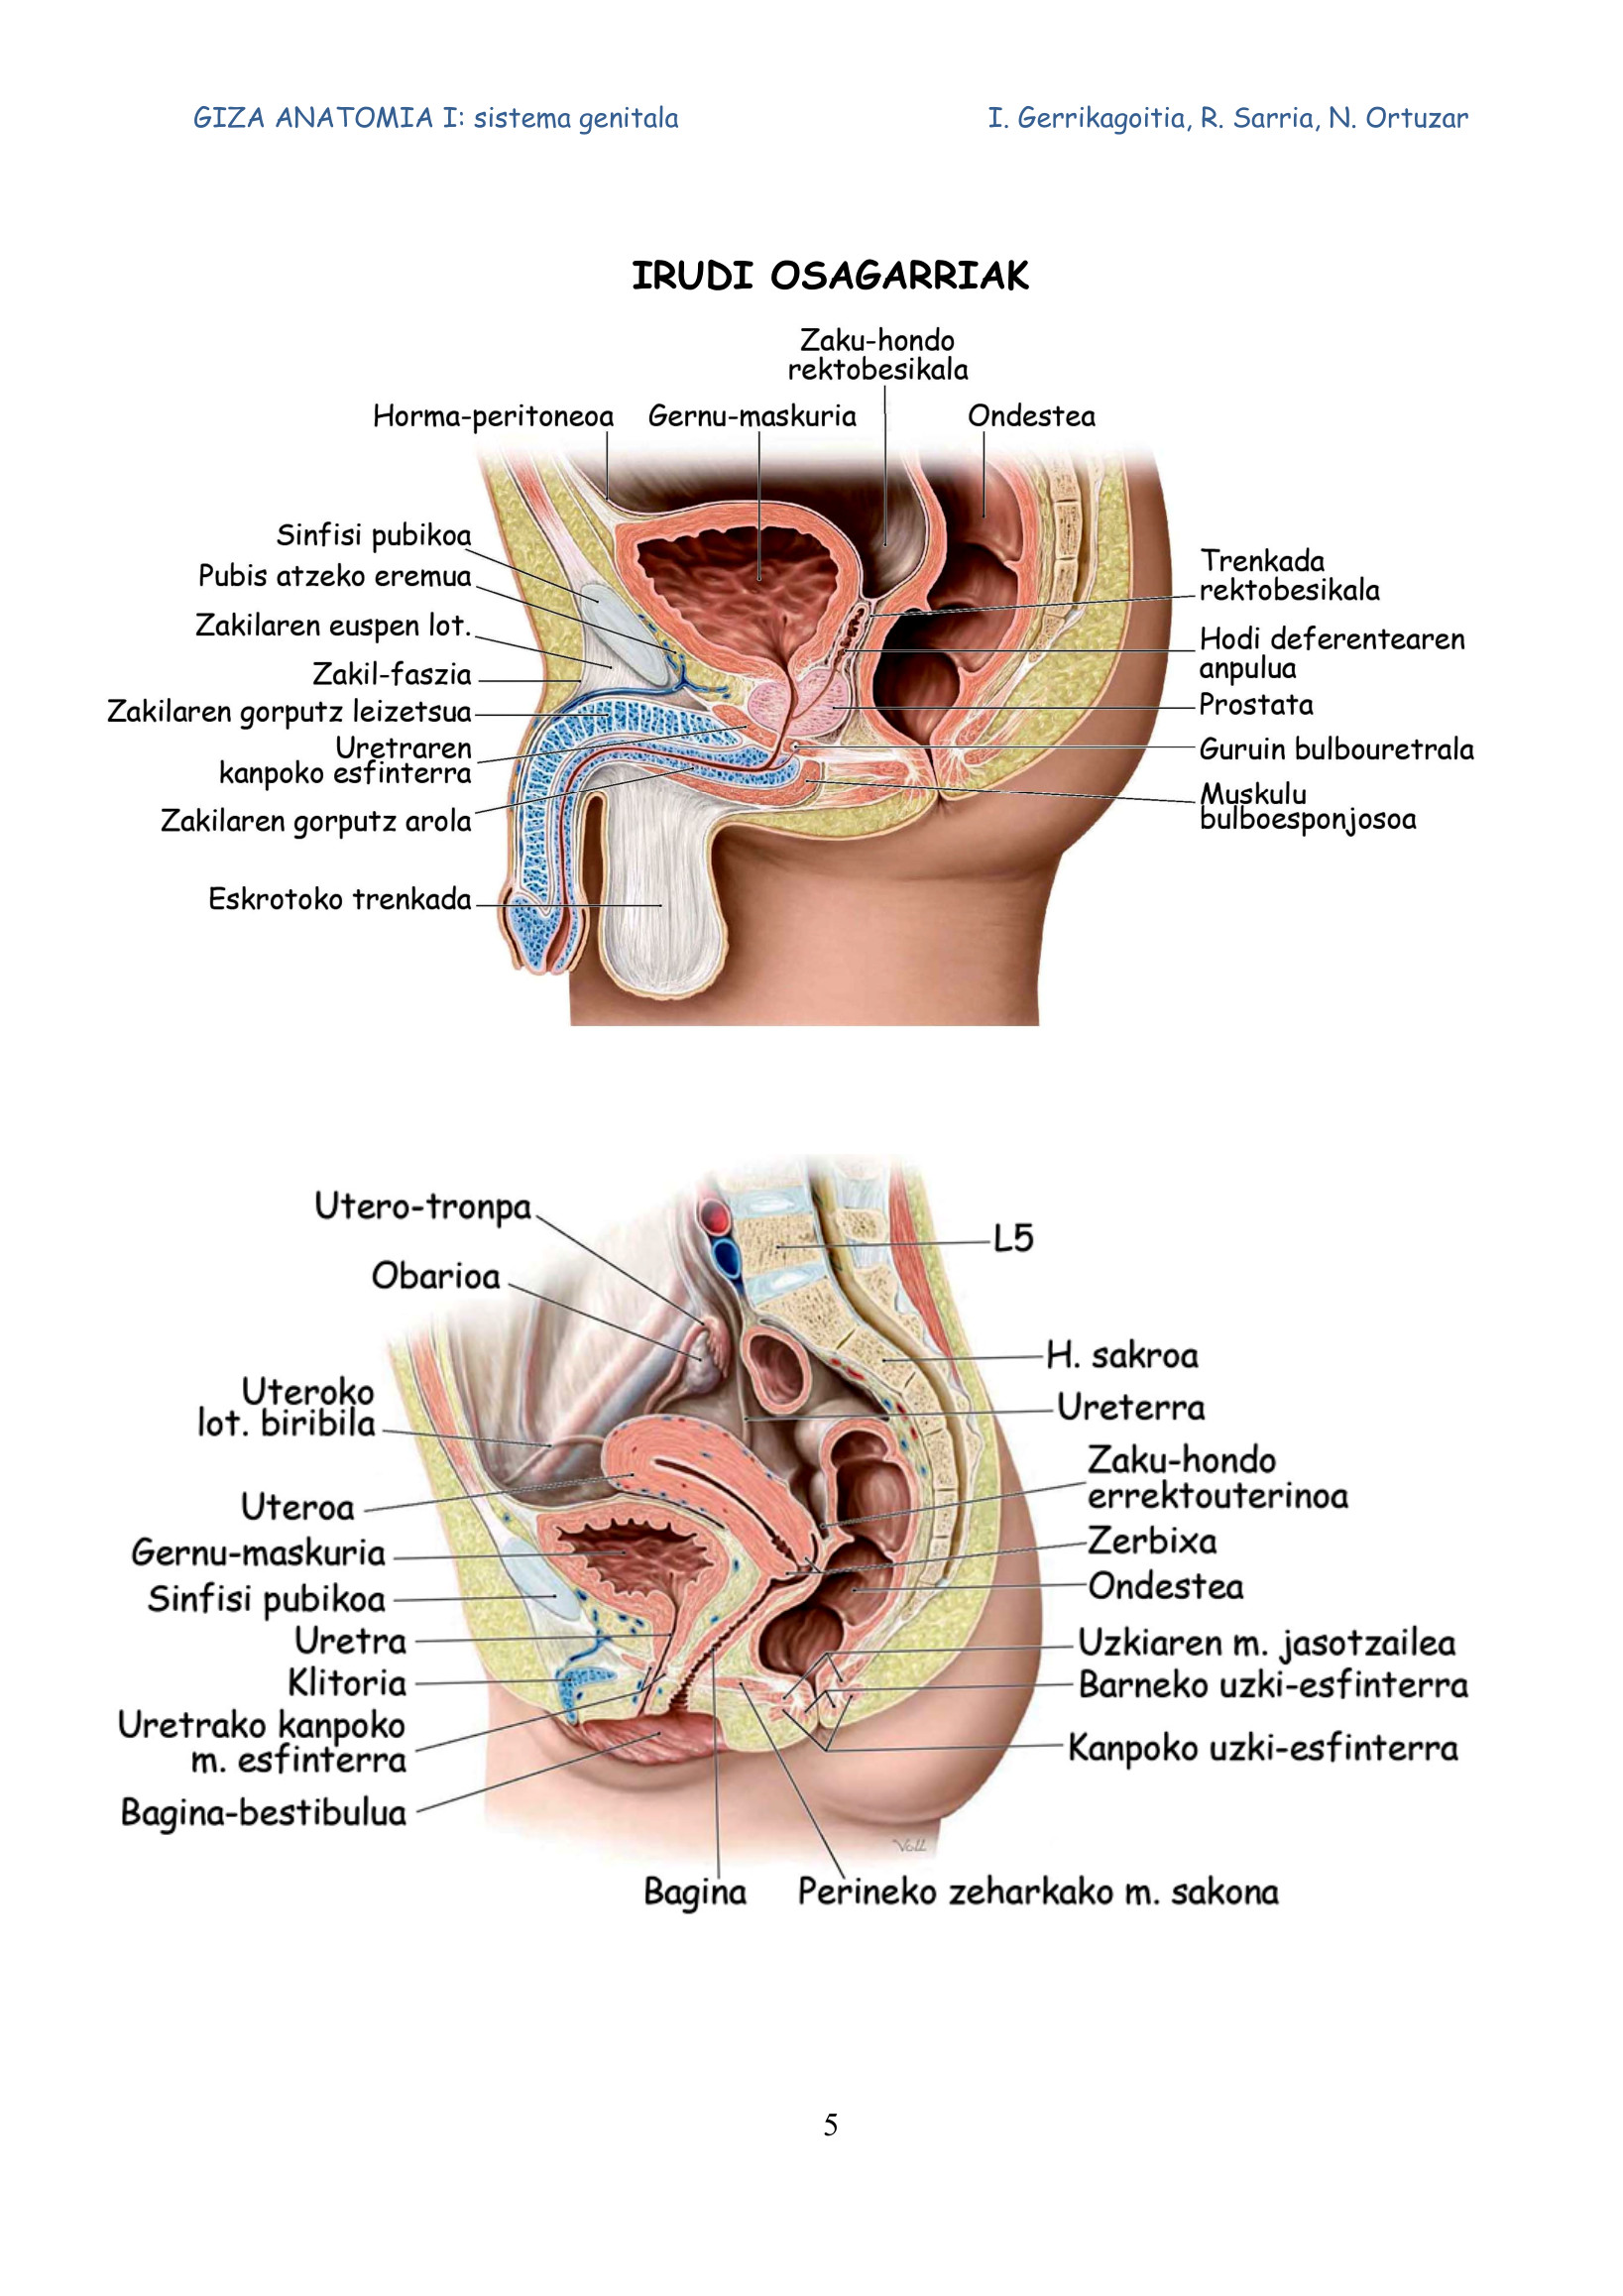 GIZA ANATOMIA I: sistema genitala
I. Gerrikagoitia, R. Sarria, N. Ortuzar
IRUDI OSAGARRIAK
Zaku-hondo
rektobesikala
Horma-peritoneoa
Gernu-maskuria
Ondestea
Sinfisi pubikoa
Pubis atzeko eremua
Zakilaren euspen lot.
Zakil-faszia
Zakilaren gorputz leizetsua
Uretraren
kanpoko esfinterra
Zakilaren gorputz arola
Eskrotoko trenkada
Trenkada
rektobesikala
Hodi deferentearen
anpulua
Prostata
Guruin bulbouretrala
Muskulu
bulboesponjosoa
Utero-tronpa
Obarioa
Uteroko
lot. biribila
Uteroa
Gernu-maskuria
Sinfisi pubikoa
Uretra
Klitoria
Uretrako kanpoko
m. esfinterra
Bagina-bestibulua
L5
H. sakroa
Ureterra
Zaku-hondo
errektouterinoa
Zerbixa
Ondestea
Uzkiaren m. jasotzailea
Barneko uzki-esfinterra
Kanpoko uzki-esfinterra
Voll
Bagina
Perineko zeharkako m. sakona
5